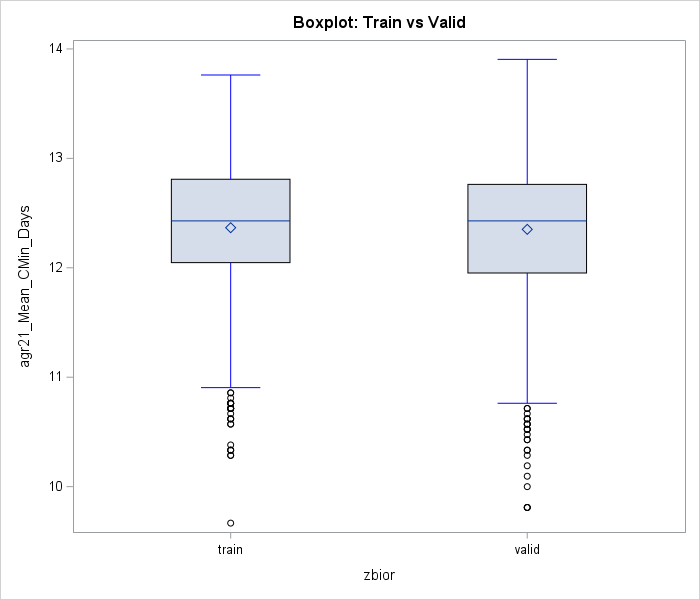 Boxplot: Train vs Valid
14
13
12
11
10
agr21_Mean_CMin_Days
train
valid
zbior